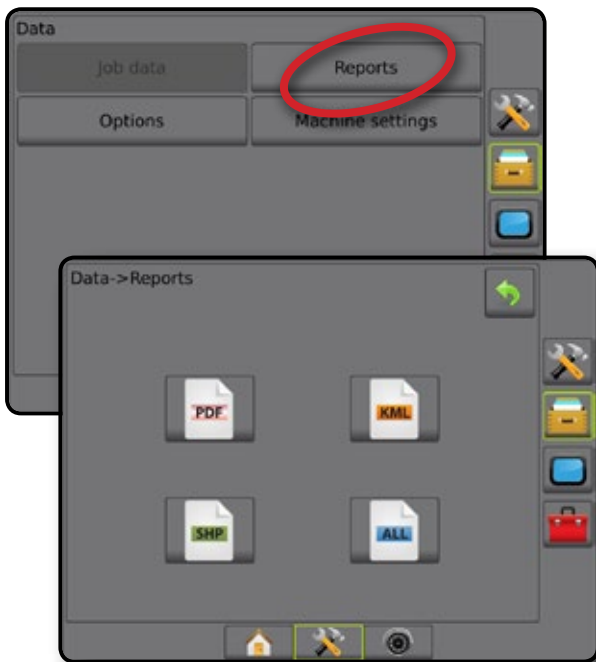 Data
Job data Reports
Options Machine settings
Data->Reports
PDF KML
SHP ALL